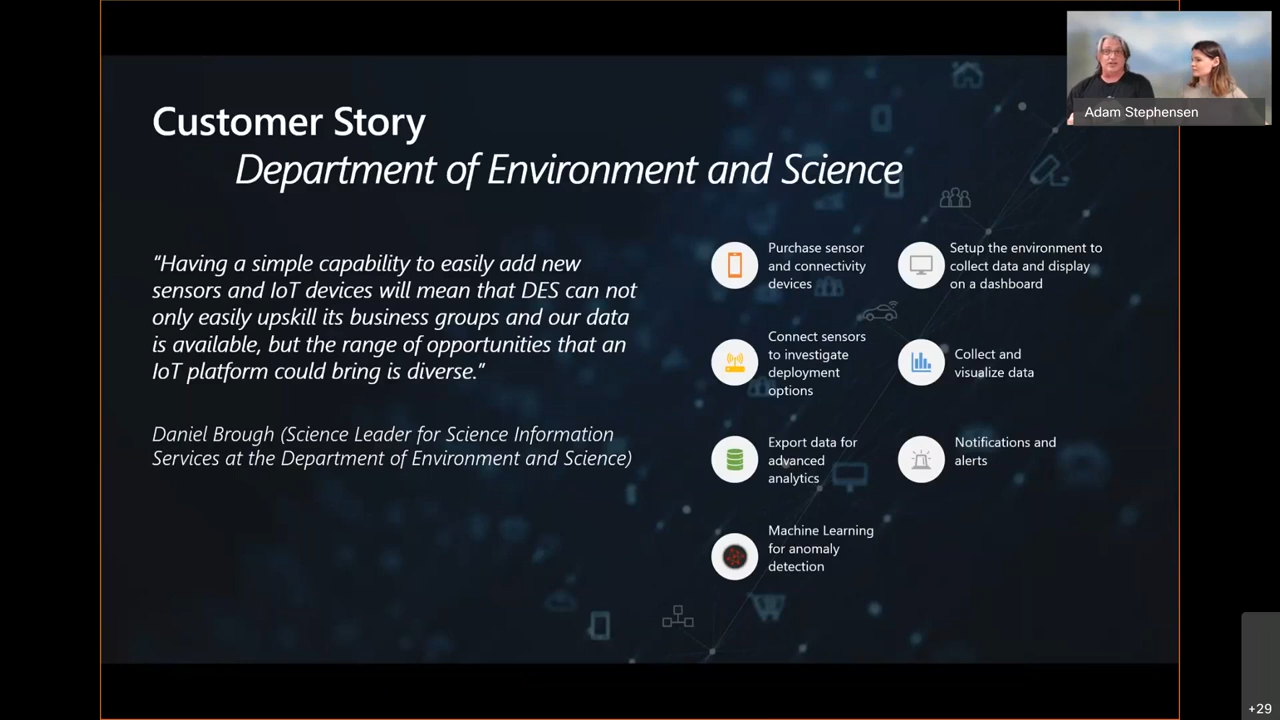 Adam Stephensen
Customer Story
Department of Environment and Science
“Having a simple capability to easily add new
sensors and IoT devices will mean that DES can not
only easily upskill its business groups and our data
is available, but the range of opportunities that an
IoT platform could bring is diverse.”
Daniel Brough (Science Leader for Science Information
Services at the Department of Environment and Science)
Purchase sensor
and connectivity
devices
Setup the environment to
collect data and display
on a dashboard
Connect sensors
to investigate
deployment
options
Collect and
visualize data
Export data for
advanced
analytics
Notifications and
alerts
Machine Learning
for anomaly
detection
+29